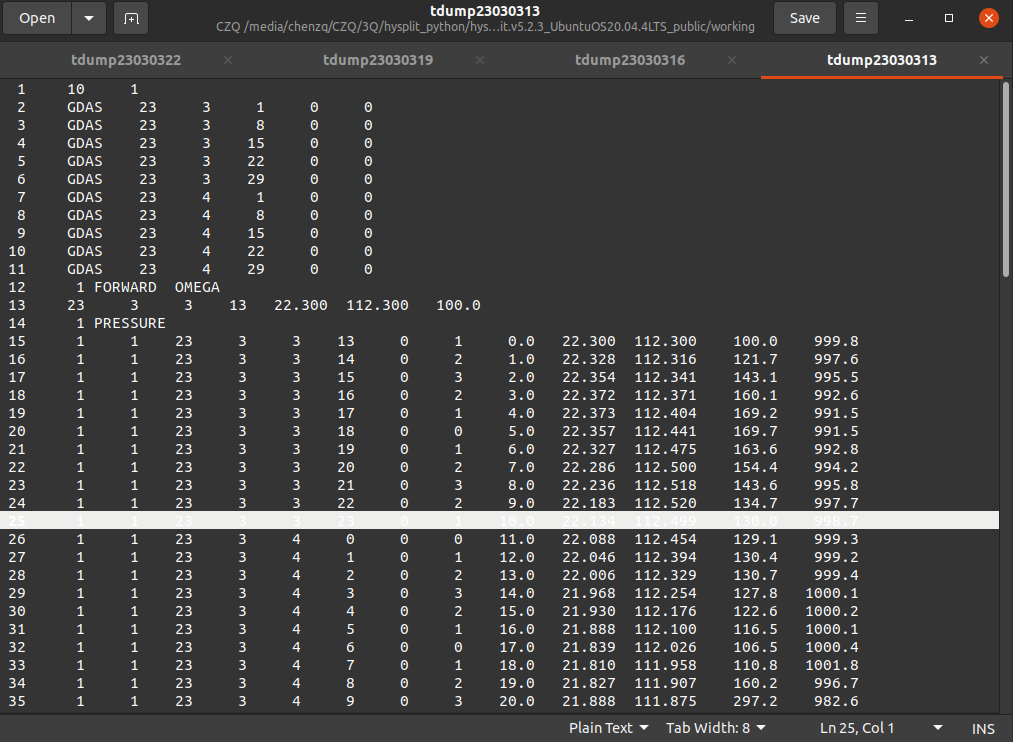 Open
tdump23030313
CZQ /media/chenzq/CZQ/3Q/hysplit_python/hys…it.v5.2.3_UbuntuOS20.04.4LTS_public/working
Save
tdump23030322 × tdump23030319 × tdump23030316 × tdump23030313 ×
1 10 1
2 GDAS 23 3 1 0 0
3 GDAS 23 3 8 0 0
4 GDAS 23 3 15 0 0
5 GDAS 23 3 22 0 0
6 GDAS 23 3 29 0 0
7 GDAS 23 4 1 0 0
8 GDAS 23 4 8 0 0
9 GDAS 23 4 15 0 0
10 GDAS 23 4 22 0 0
11 GDAS 23 4 29 0 0
12 1 FORWARD OMEGA
13 23 3 3 13 22.300 112.300 100.0
14 1 PRESSURE
15 1 1 23 3 3 13 0 1 0.0 22.300 112.300 100.0 999.8
16 1 1 23 3 3 14 0 2 1.0 22.328 112.316 121.7 997.6
17 1 1 23 3 3 15 0 3 2.0 22.354 112.341 143.1 995.5
18 1 1 23 3 3 16 0 2 3.0 22.372 112.371 160.1 992.6
19 1 1 23 3 3 17 0 1 4.0 22.373 112.404 169.2 991.5
20 1 1 23 3 3 18 0 0 5.0 22.357 112.441 169.7 991.5
21 1 1 23 3 3 19 0 1 6.0 22.327 112.475 163.6 992.8
22 1 1 23 3 3 20 0 2 7.0 22.286 112.500 154.4 994.2
23 1 1 23 3 3 21 0 3 8.0 22.236 112.518 143.6 995.8
24 1 1 23 3 3 22 0 2 9.0 22.183 112.520 134.7 997.7
25 1 1 23 3 3 23 0 1 10.0 22.134 112.499 130.0 998.7
26 1 1 23 3 4 0 0 0 11.0 22.088 112.454 129.1 999.3
27 1 1 23 3 4 1 0 1 12.0 22.046 112.394 130.4 999.2
28 1 1 23 3 4 2 0 2 13.0 22.006 112.329 130.7 999.4
29 1 1 23 3 4 3 0 3 14.0 21.968 112.254 127.8 1000.1
30 1 1 23 3 4 4 0 2 15.0 21.930 112.176 122.6 1000.2
31 1 1 23 3 4 5 0 1 16.0 21.888 112.100 116.5 1000.1
32 1 1 23 3 4 6 0 0 17.0 21.839 112.026 106.5 1000.4
33 1 1 23 3 4 7 0 1 18.0 21.810 111.958 110.8 1001.8
34 1 1 23 3 4 8 0 2 19.0 21.827 111.907 160.2 996.7
35 1 1 23 3 4 9 0 3 20.0 21.888 111.875 297.2 982.6
Plain Text Tab Width: 8 Ln 25, Col 1 INS